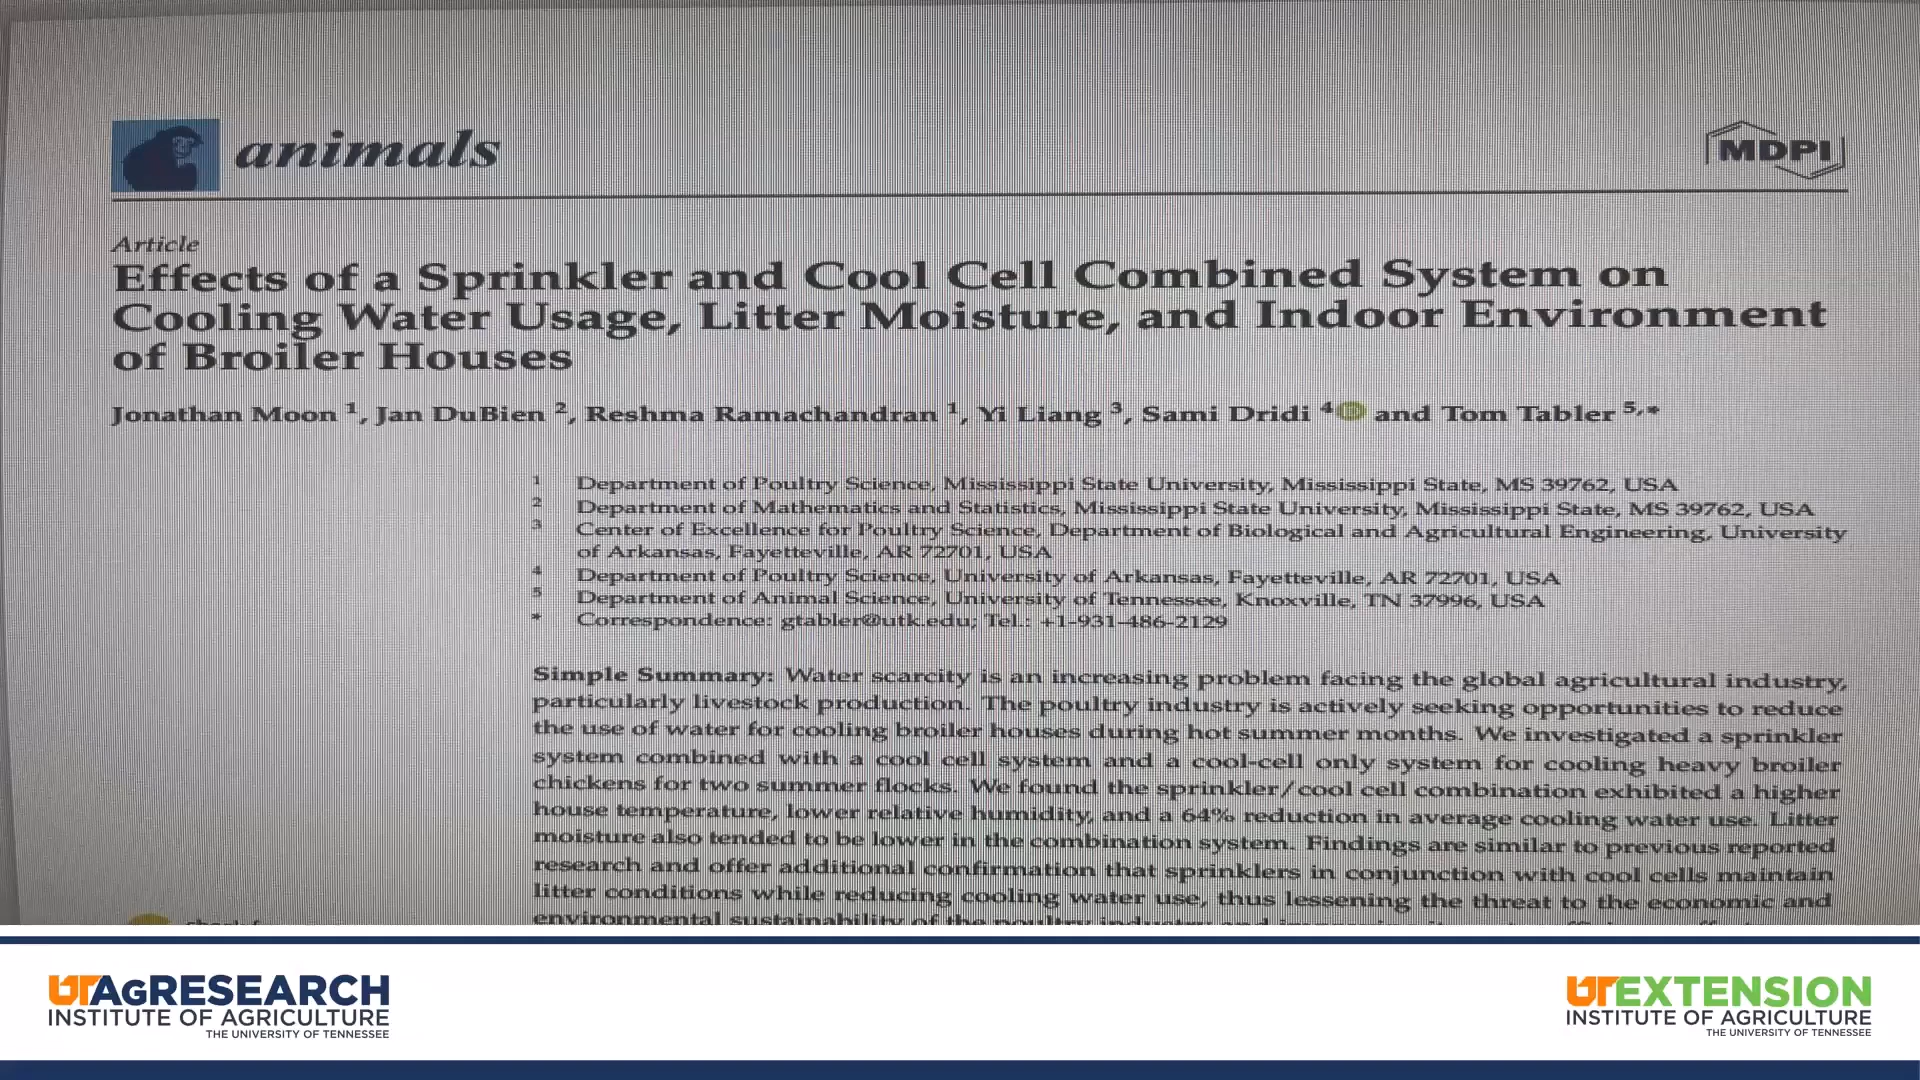 animals
MDPI
Article
Effects of a Sprinkler and Cool Cell Combined System on
Cooling Water Usage, Litter Moisture, and Indoor Environment
of Broiler Houses
Jonathan Moon 1, Jan DuBien 2, Reshma Ramachandran 1, Yi Liang 3, Sami Dridi 4 iD and Tom Tabler 5,*
1 Department of Poultry Science, Mississippi State University, Mississippi State, MS 39762, USA
2 Department of Mathematics and Statistics, Mississippi State University, Mississippi State, MS 39762, USA
3 Center of Excellence for Poultry Science, Department of Biological and Agricultural Engineering, University
of Arkansas, Fayetteville, AR 72701, USA
4 Department of Poultry Science, University of Arkansas, Fayetteville, AR 72701, USA
5 Department of Animal Science, University of Tennessee, Knoxville, TN 37996, USA
* Correspondence: gtabler@utk.edu; Tel.: +1-931-486-2129
Simple Summary: Water scarcity is an increasing problem facing the global agricultural industry,
particularly livestock production. The poultry industry is actively seeking opportunities to reduce
the use of water for cooling broiler houses during hot summer months. We investigated a sprinkler
system combined with a cool cell system and a cool-cell only system for cooling heavy broiler
chickens for two summer flocks. We found the sprinkler/cool cell combination exhibited a higher
house temperature, lower relative humidity, and a 64% reduction in average cooling water use. Litter
moisture also tended to be lower in the combination system. Findings are similar to previous reported
research and offer additional confirmation that sprinklers in conjunction with cool cells maintain
litter conditions while reducing cooling water use, thus lessening the threat to the economic and
environmental sustainability of the poultry industry and
UTAGRESEARCH
INSTITUTE OF AGRICULTURE
THE UNIVERSITY OF TENNESSEE
UTEXTENSION
INSTITUTE OF AGRICULTURE
THE UNIVERSITY OF TENNESSEE